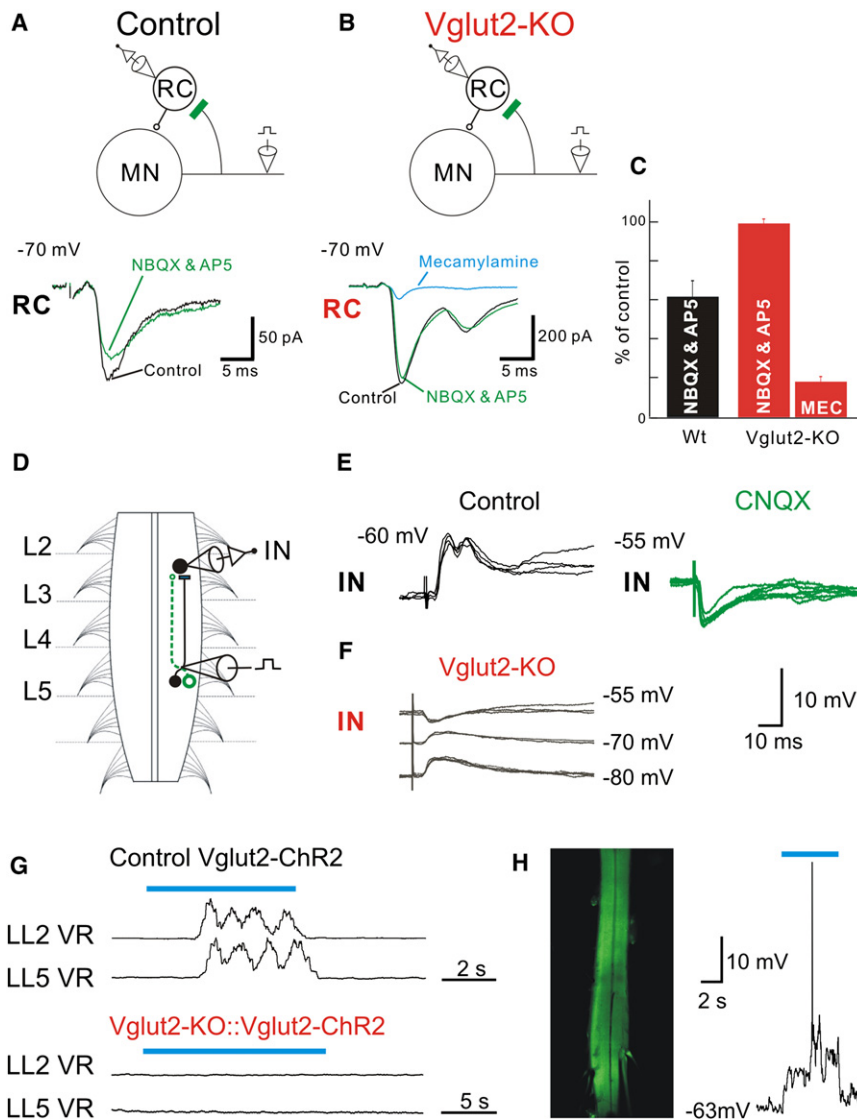 A
Control
RC
MN
-70 mV
NBQX & AP5
RC
Control
50 pA
5 ms
B
Vglut2-KO
RC
MN
-70 mV
Mecamylamine
RC
Control
NBQX & AP5
200 pA
5 ms
C
% of control
100
0
NBQX & AP5
NBQX & AP5
MEC
Wt
Vglut2-KO
D
L2
L3
L4
L5
IN
E
Control
-60 mV
IN
CNQX
-55 mV
IN
F
Vglut2-KO
IN
-55 mV
-70 mV
-80 mV
10 mV
10 ms
G
Control Vglut2-ChR2
LL2 VR
LL5 VR
2 s
Vglut2-KO::Vglut2-ChR2
LL2 VR
LL5 VR
5 s
H
10 mV
2 s
-63mV